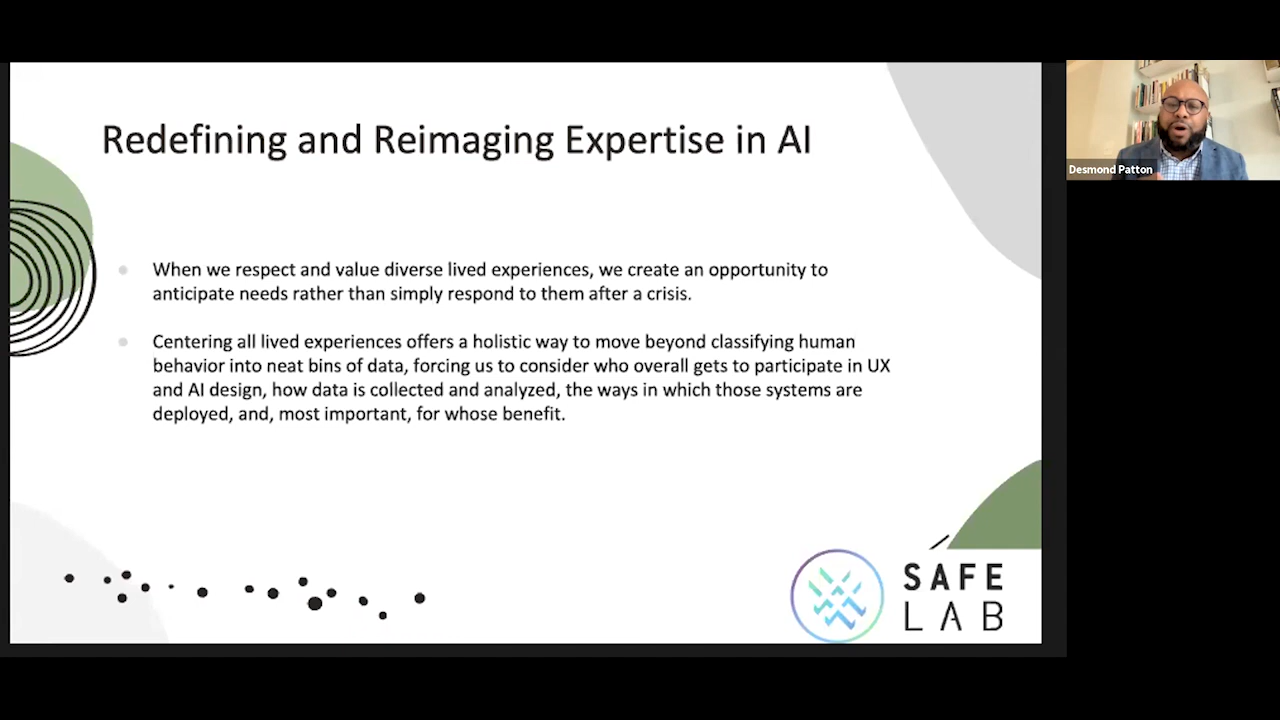 Redefining and Reimaging Expertise in AI
When we respect and value diverse lived experiences, we create an opportunity to
anticipate needs rather than simply respond to them after a crisis.
Centering all lived experiences offers a holistic way to move beyond classifying human
behavior into neat bins of data, forcing us to consider who overall gets to participate in UX
and AI design, how data is collected and analyzed, the ways in which those systems are
deployed, and, most important, for whose benefit.
SAFE
LAB
Desmond Patton